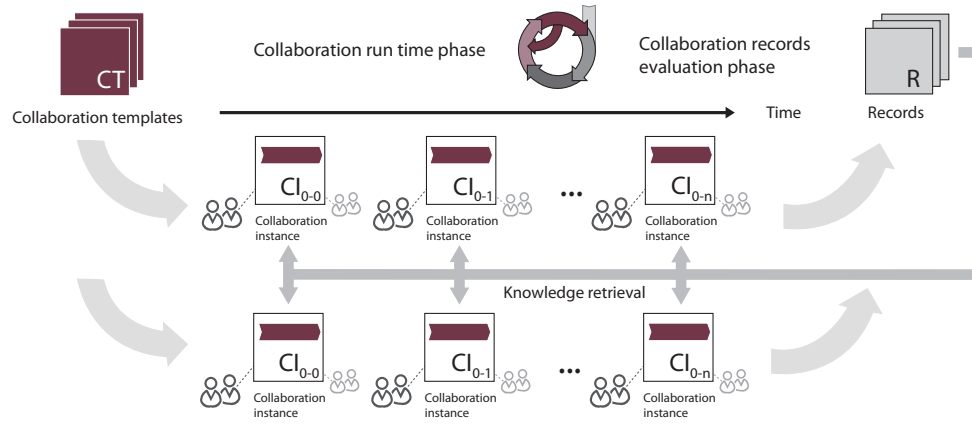 CT
Collaboration templates
Collaboration run time phase
Collaboration records
evaluation phase
R
Records
Time
CI0-0
Collaboration
instance
CI0-1
Collaboration
instance
...
CI0-n
Collaboration
instance
Knowledge retrieval
CI0-0
Collaboration
instance
CI0-1
Collaboration
instance
...
CI0-n
Collaboration
instance